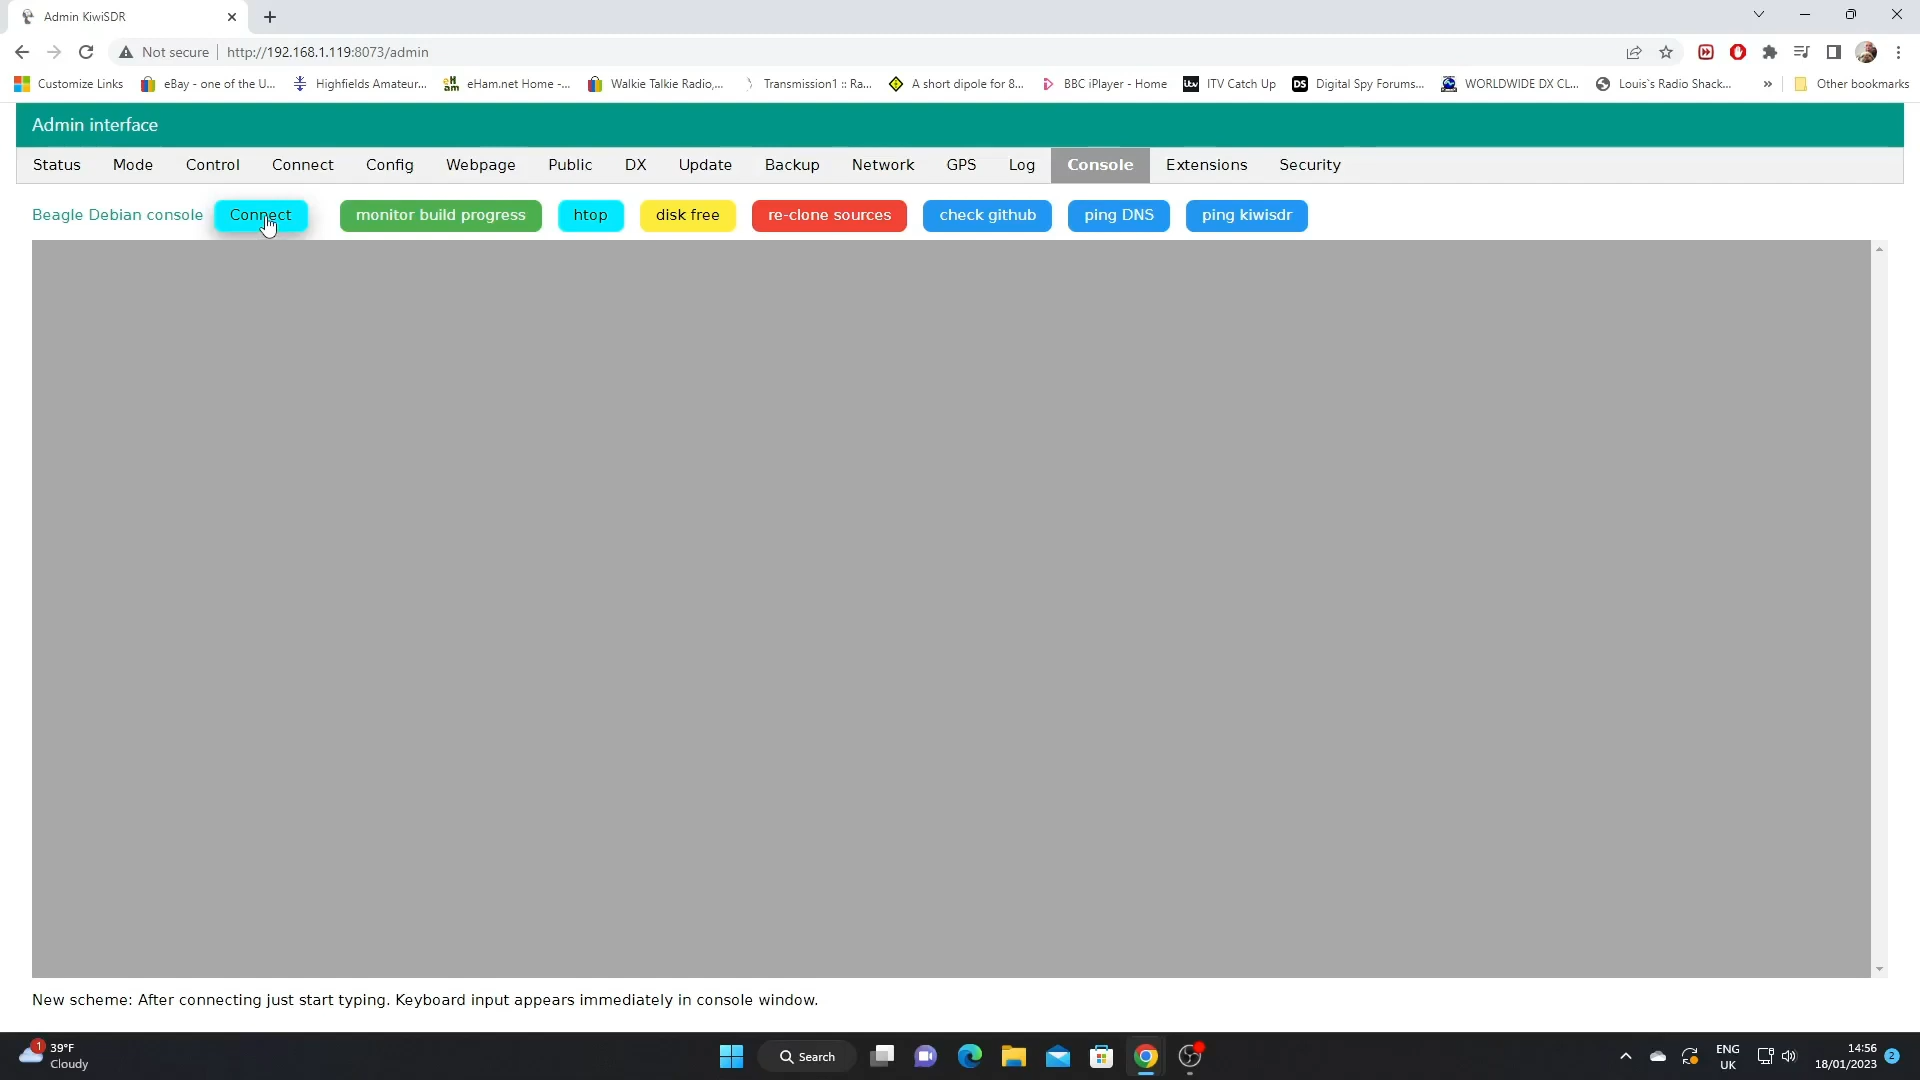 Admin KiwiSDR
Not secure
http://192.168.1.119:8073/admin
Customize Links
eBay - one of the U...
Highfields Amateur...
eHam.net Home -...
Walkie Talkie Radio,...
Transmission1 :: Ra...
A short dipole for 8...
BBC iPlayer - Home
ITV Catch Up
Digital Spy Forums...
WORLDWIDE DX CL...
Louis`s Radio Shack...
»
Other bookmarks
Admin interface
Status
Mode
Control
Connect
Config
Webpage
Public
DX
Update
Backup
Network
GPS
Log
Console
Extensions
Security
Beagle Debian console
Connect
monitor build progress
htop
disk free
re-clone sources
check github
ping DNS
ping kiwisdr
New scheme: After connecting just start typing. Keyboard input appears immediately in console window.
1
39°F
Cloudy
Search
ENG
UK
14:56
18/01/2023
2